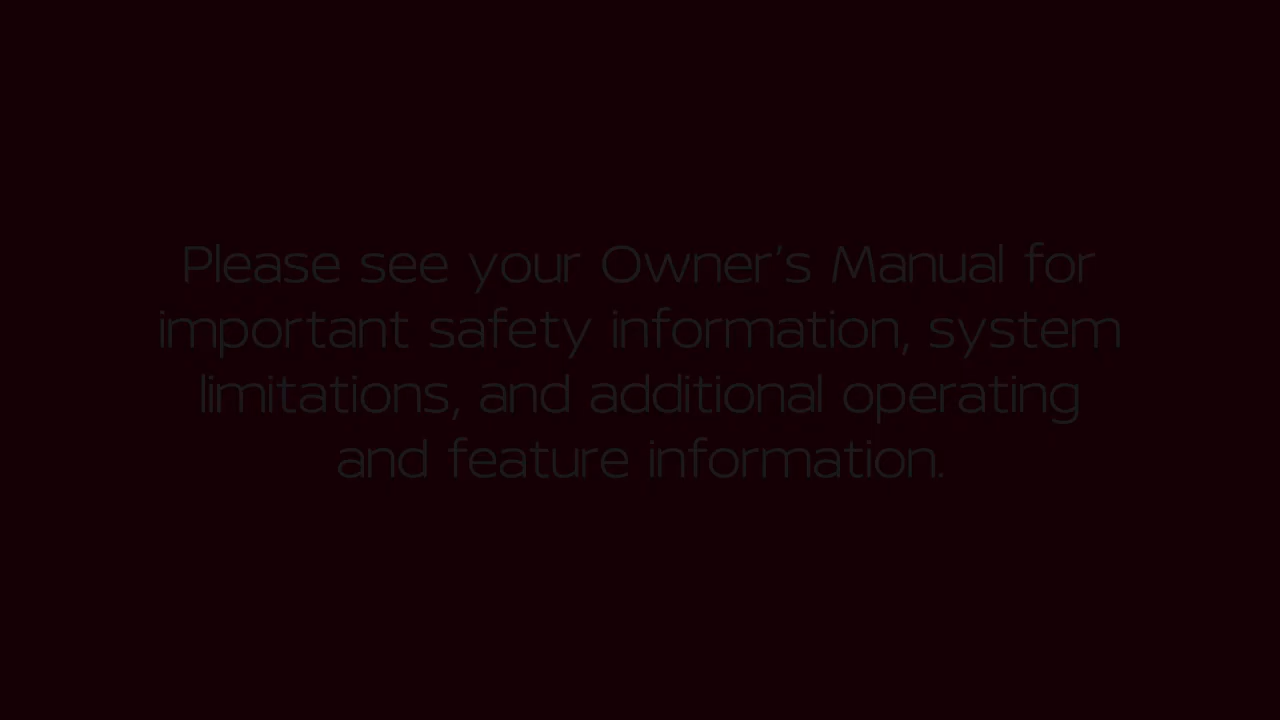 Please see your Owner’s Manual for
important safety information, system
limitations, and additional operating
and feature information.